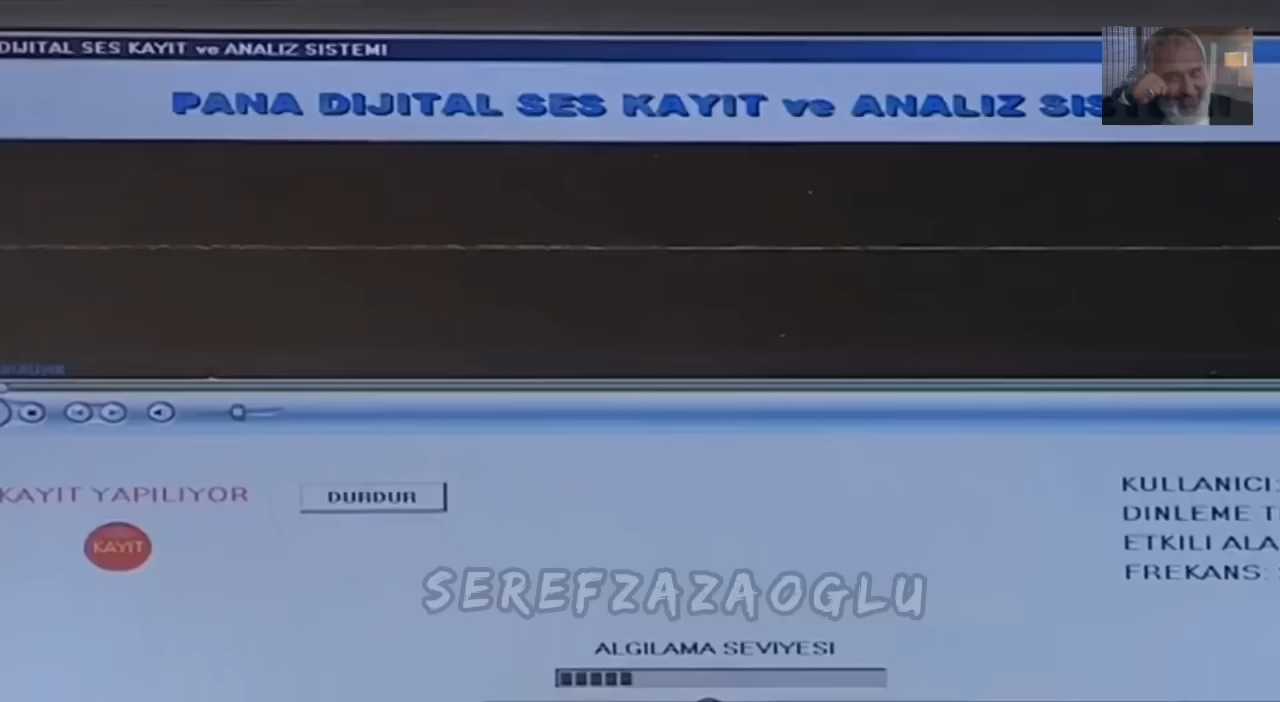 DIJITAL SES KAYIT ve ANALIZ SISTEMI
PANA DIJITAL SES KAYIT ve ANALIZ
KAYIT YAPILIYOR
DURDUR
KAYIT
KULLANICI:
DINLEME
ETKILI
FREKANS:
SEREFZAZAOGLU
ALGILAMA SEVIYESI